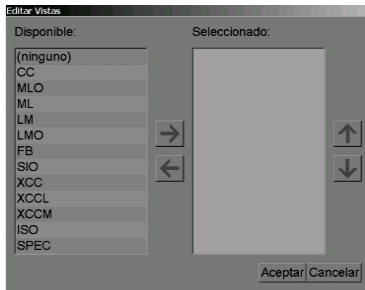 Editar Vistas
Disponible:
Seleccionado:
(ninguno)
CC
MLO
ML
LM
LMO
FB
SIO
XCC
XCCL
XCCM
ISO
SPEC
Aceptar Cancelar